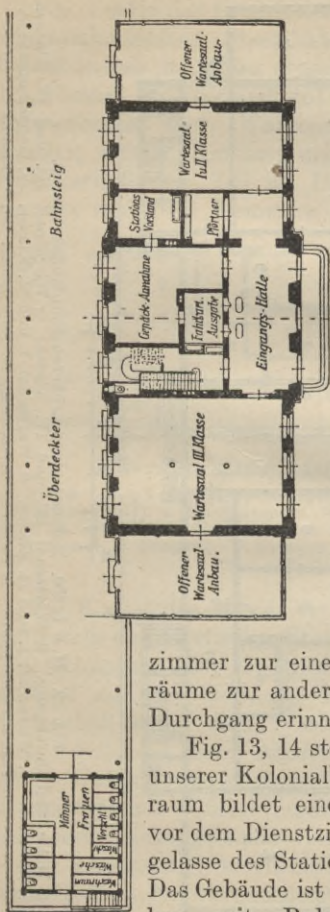 Überdeckter Bahnsteig
Offener
Wartesaal-
Anbau.
Wartesaal
I u II Klasse
Stations
Vorstand
Pförtner
Gepäck-Annahme
Fahrkart.
Ausgabe
Eingangs-Halle
Wartesaal III Klasse
Offener
Wartesaal-
Anbau.
Männer
Frauen
Wäsche
zimmer zur eine
räume zur ander
Durchgang erinn
Fig. 13, 14 st
unserer Kolonial
raum bildet ein
vor dem Dienstzi
gelasse des Static
Das Gebäude ist